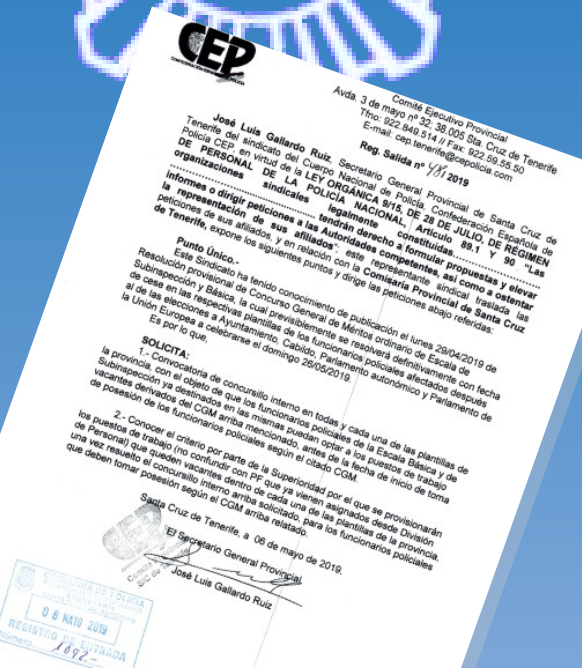 CEP
CONFEDERACIÓN ESPAÑOLA DE POLICÍA
Comité Ejecutivo Provincial
Avda. 3 de mayo nº 32; 38.005 Sta. Cruz de Tenerife
Tfno: 922.849.514 // Fax: 922.59.55.50
E-mail: cep.tenerife@cepolicia.com
Reg. Salida nº 2019
José Luis Gallardo Ruiz, Secretario General Provincial de Santa Cruz de
Tenerife del sindicato del Cuerpo Nacional de Policía, Confederación Española de
Policía CEP, en virtud de la LEY ORGÁNICA 9/15, DE 28 DE JULIO, DE RÉGIMEN
DE PERSONAL DE LA POLICÍA NACIONAL, Artículo 89.1 Y 90 "Las
organizaciones sindicales legalmente constituidas,
tendrán derecho a formular propuestas y elevar
informes o dirigir peticiones a las Autoridades competentes, así como a ostentar
la representación de sus afiliados": este representante sindical traslada las
peticiones de sus afiliados, y en relación con la Comisaría Provincial de Santa Cruz
de Tenerife, expone los siguientes puntos y dirige las peticiones abajo referidas:
Punto Único.-
Este Sindicato ha tenido conocimiento de publicación el lunes 29/04/2019 de
Resolución provisional de Concurso General de Méritos ordinario de Escala de
Subinspección y Básica, la cual previsiblemente se resolverá definitivamente con fecha
de cese en las respectivas plantillas de los funcionarios policiales afectados después
al de las elecciones a Ayuntamiento, Cabildo, Parlamento autonómico y Parlamento de
la Unión Europea a celebrarse el domingo 26/05/2019.
Es por lo que,
SOLICITA:
1.- Convocatoria de concursillo interno en todas y cada una de las plantillas de
la provincia, con el objeto de que los funcionarios policiales de la Escala Básica y de
Subinspección ya destinados en las mismas puedan optar a los puestos de trabajo
vacantes derivados del CGM arriba mencionado, antes de la fecha de inicio de toma
de posesión de los funcionarios policiales según el citado CGM.
2.- Conocer el criterio por parte de la Superioridad por el que se provisionarán
los puestos de trabajo (no confundir con PF que ya vienen asignados desde División
de Personal) que queden vacantes dentro de cada una de las plantillas de la provincia,
una vez resuelto el concursillo interno arriba solicitado, para los funcionarios policiales
que deben tomar posesión según el CGM arriba relatado.
Santa Cruz de Tenerife, a 06 de mayo de 2019.
El Secretario General Provincial
José Luis Gallardo Ruiz
CEP
COMISARIA DE POLICIA
0 8 MAYO 2019
REGISTRO DE ENTRADA
Número 1692.-